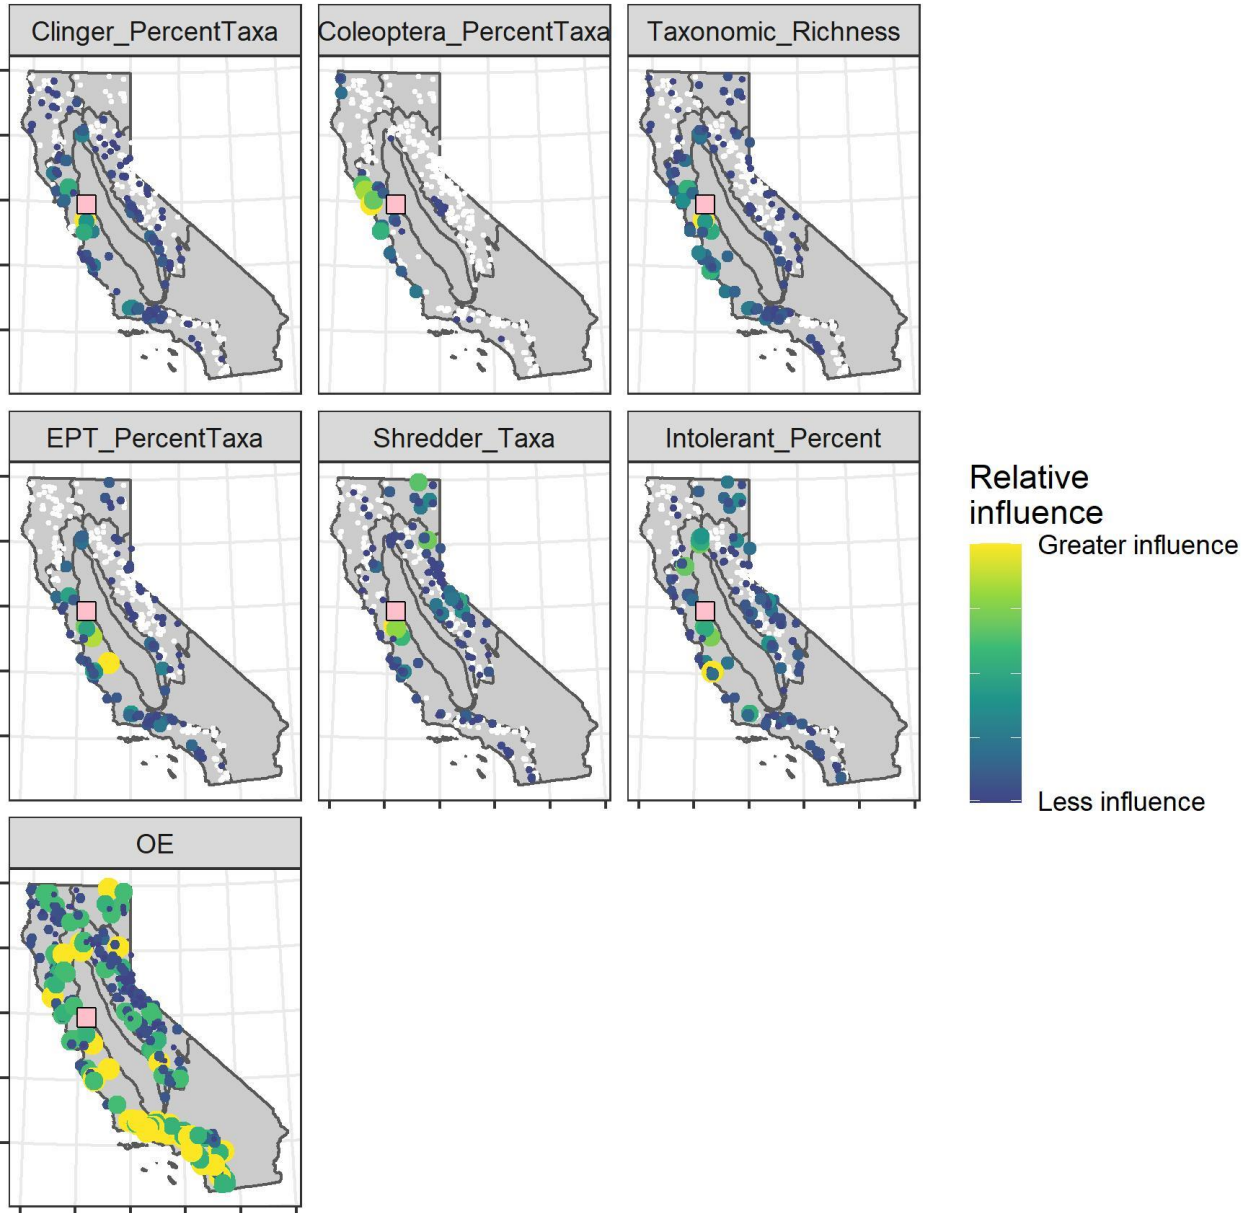 Clinger_PercentTaxa
Coleoptera_PercentTaxa
Taxonomic_Richness
EPT_PercentTaxa
Shredder_Taxa
Intolerant_Percent
Relative
influence
Greater influence
Less influence
OE